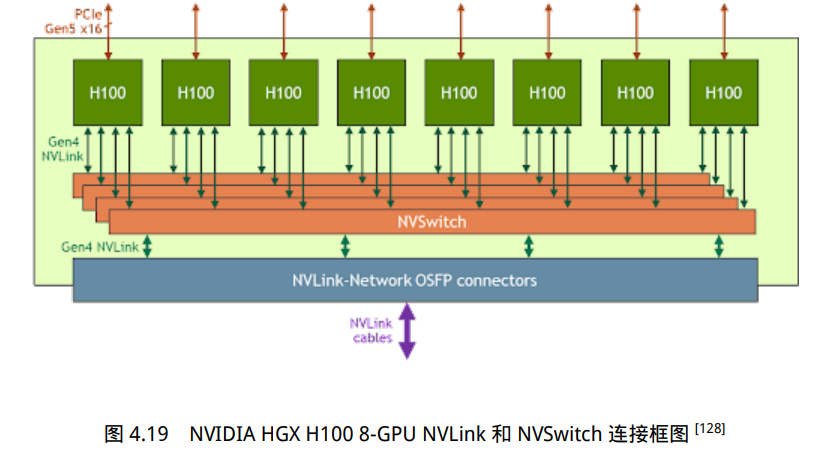 PCIe
Gen5 x16
H100 H100 H100 H100 H100 H100 H100 H100
Gen4
NVLink
NVSwitch
Gen4 NVLink
NVLink-Network OSFP connectors
NVLink
cables
图 4.19 NVIDIA HGX H100 8-GPU NVLink 和 NVSwitch 连接框图 [128]